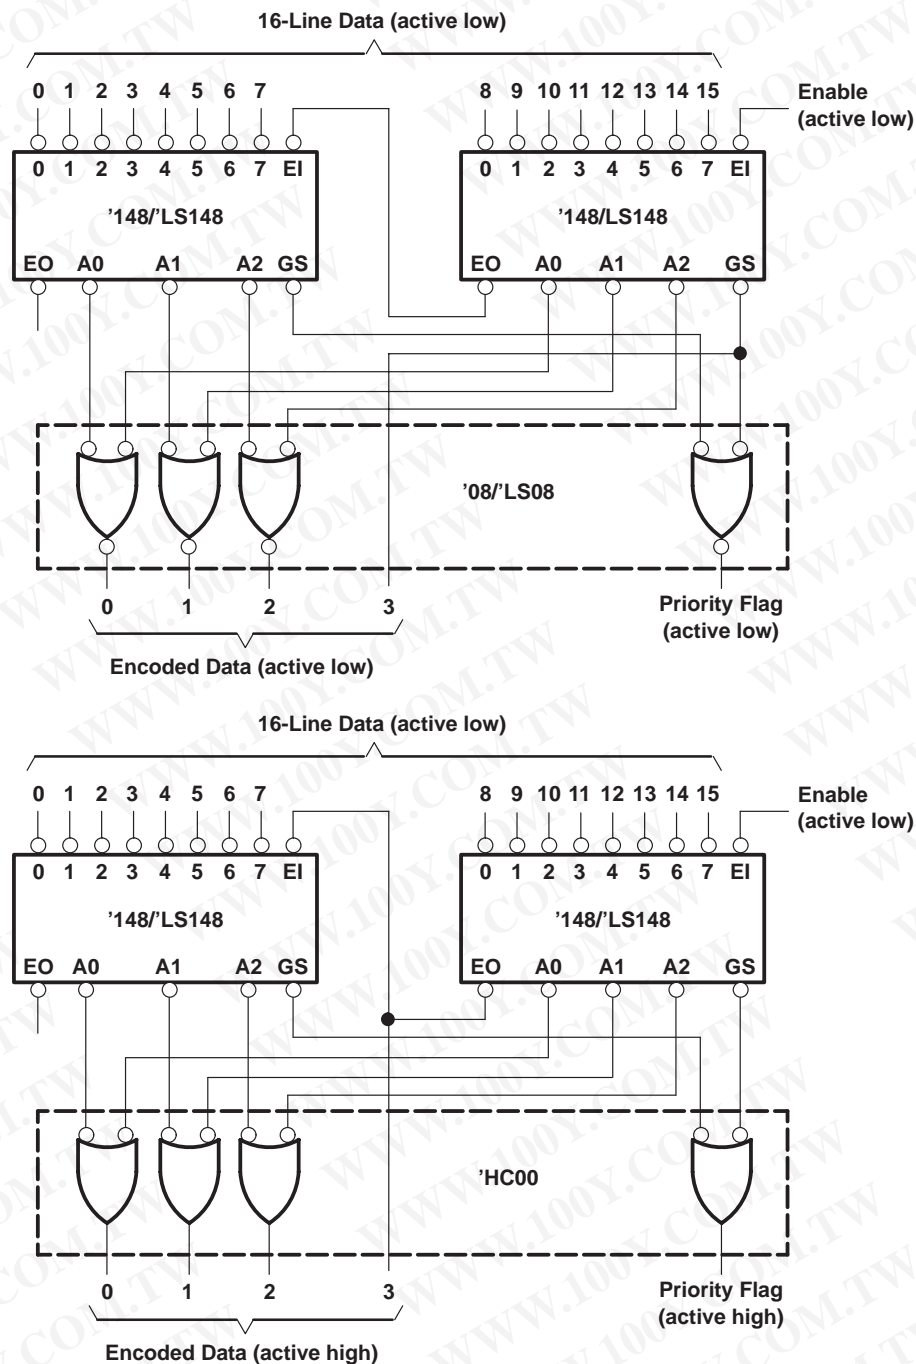 16-Line Data (active low)
0 1 2 3 4 5 6 7 8 9 10 11 12 13 14 15 Enable
(active low)
0 1 2 3 4 5 6 7 EI 0 1 2 3 4 5 6 7 EI
’148/’LS148 ’148/’LS148
EO A0 A1 A2 GS EO A0 A1 A2 GS
’08/’LS08
0 1 2 3 Priority Flag
(active low)
Encoded Data (active low)
16-Line Data (active low)
0 1 2 3 4 5 6 7 8 9 10 11 12 13 14 15 Enable
(active low)
0 1 2 3 4 5 6 7 EI 0 1 2 3 4 5 6 7 EI
’148/’LS148 ’148/’LS148
EO A0 A1 A2 GS EO A0 A1 A2 GS
’HC00
0 1 2 3 Priority Flag
(active high)
Encoded Data (active high)
WWW.100Y.COM.TW